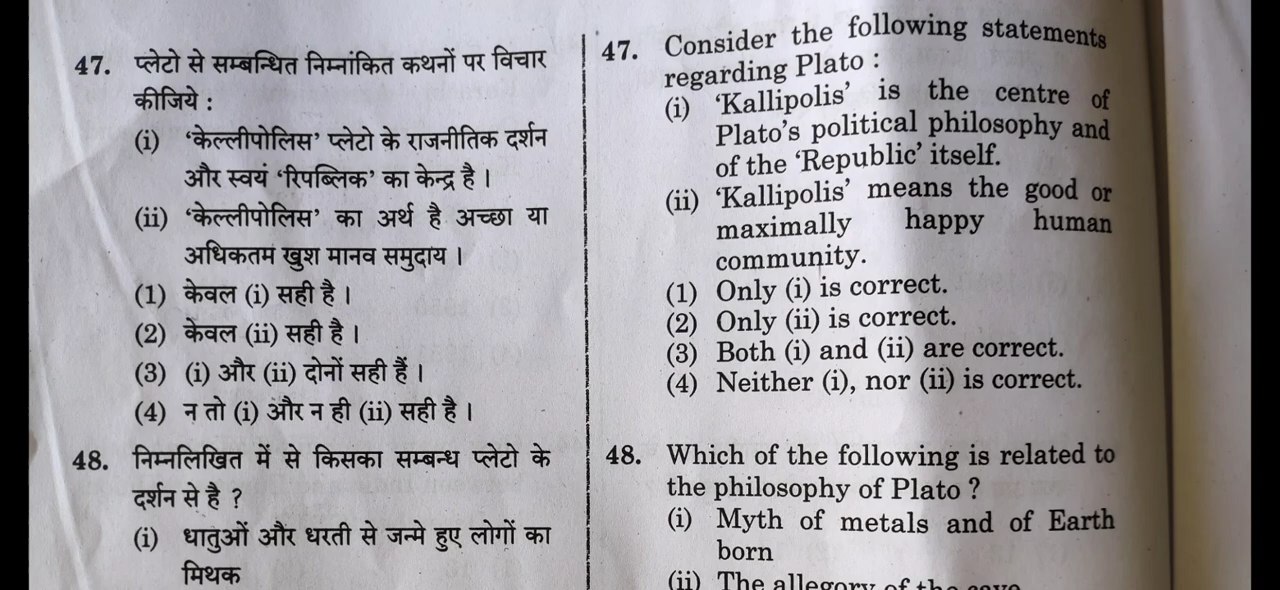 47. प्लेटो से सम्बन्धित निम्नांकित कथनों पर विचार
कीजिये :
(i) 'केल्लीपोलिस' प्लेटो के राजनीतिक दर्शन
और स्वयं 'रिपब्लिक' का केन्द्र है ।
(ii) 'केल्लीपोलिस' का अर्थ है अच्छा या
अधिकतम खुश मानव समुदाय ।
(1) केवल (i) सही है ।
(2) केवल (ii) सही है ।
(3) (i) और (ii) दोनों सही हैं ।
(4) न तो (i) और न ही (ii) सही है ।
48. निम्नलिखित में से किसका सम्बन्ध प्लेटो के
दर्शन से है ?
(i) धातुओं और धरती से जन्मे हुए लोगों का
मिथक
47. Consider the following statements
regarding Plato :
(i) 'Kallipolis' is the centre of
Plato's political philosophy and
of the 'Republic' itself.
(ii) 'Kallipolis' means the good or
maximally happy human
community.
(1) Only (i) is correct.
(2) Only (ii) is correct.
(3) Both (i) and (ii) are correct.
(4) Neither (i), nor (ii) is correct.
48. Which of the following is related to
the philosophy of Plato ?
(i) Myth of metals and of Earth
born
(ii) The allegory of the cave